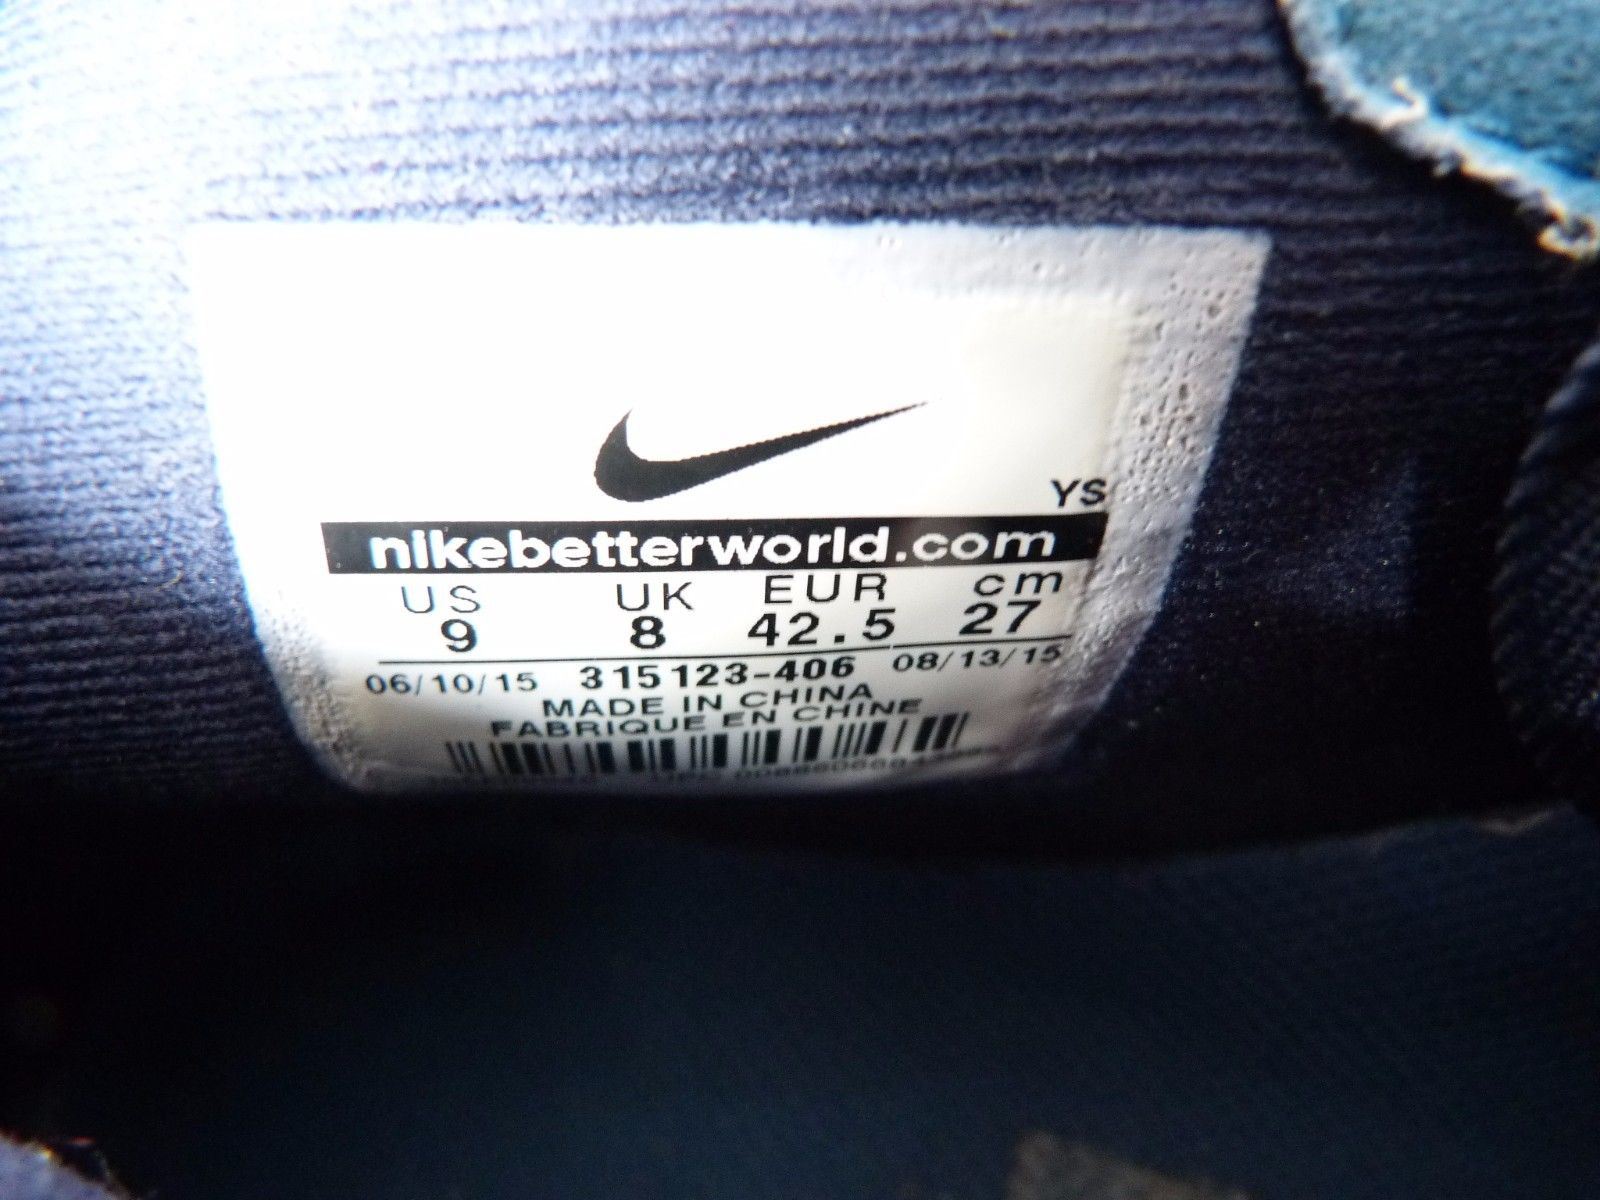 YS
nikebetterworld.com
US UK EUR cm
9 8 42.5 27
06/10/15 315123-406 08/13/15
MADE IN CHINA
FABRIQUE EN CHINE